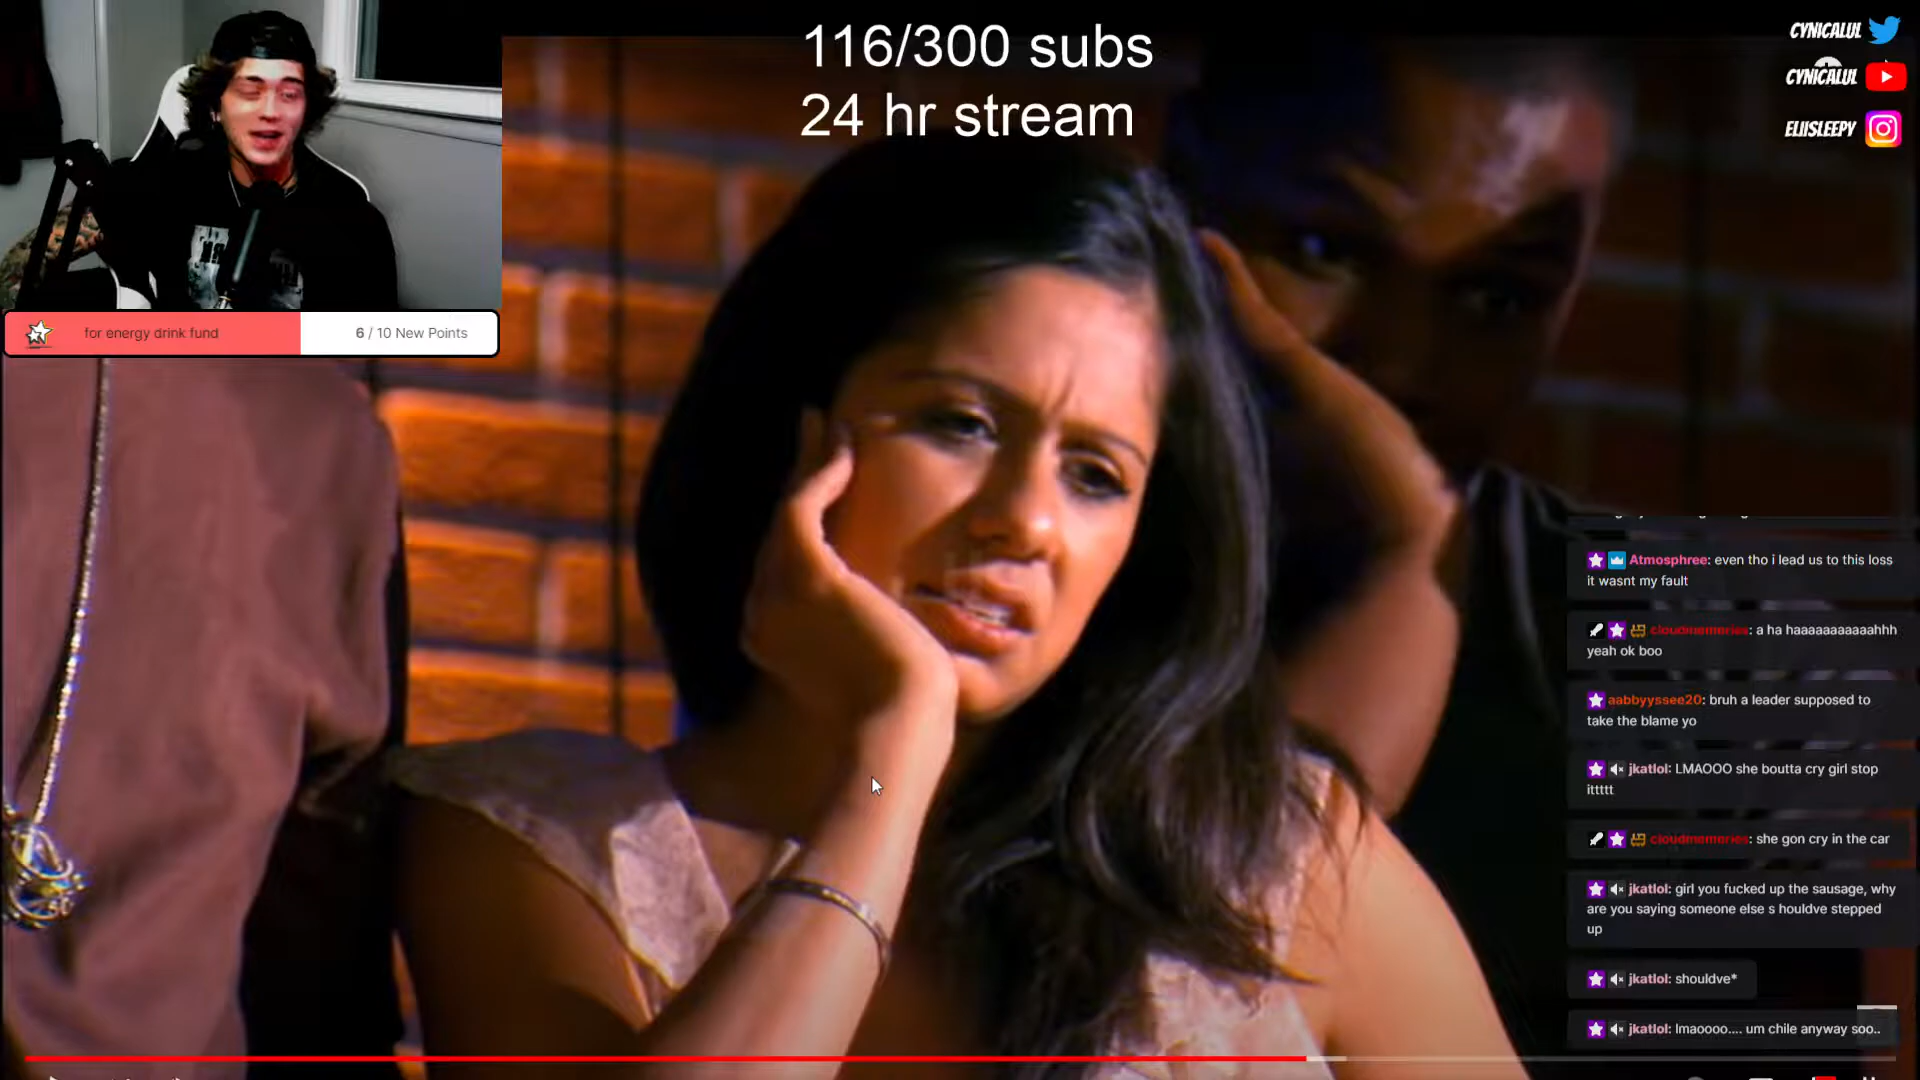 116/300 subs
24 hr stream
CYNICALUL
CYNICALUL
ELIISLEEPY
for energy drink fund
6 / 10 New Points
Atmosphree: even tho i lead us to this loss
it wasnt my fault
cloudmemories: a ha haaaaaaaaaaahhh
yeah ok boo
aabbyyssee20: bruh a leader supposed to
take the blame yo
jkatlol: LMAOOO she boutta cry girl stop
ittttt
cloudmemories: she gon cry in the car
jkatlol: girl you fucked up the sausage, why
are you saying someone else s houldve stepped
up
jkatlol: shouldve*
jkatlol: lmaoooo.... um chile anyway soo..